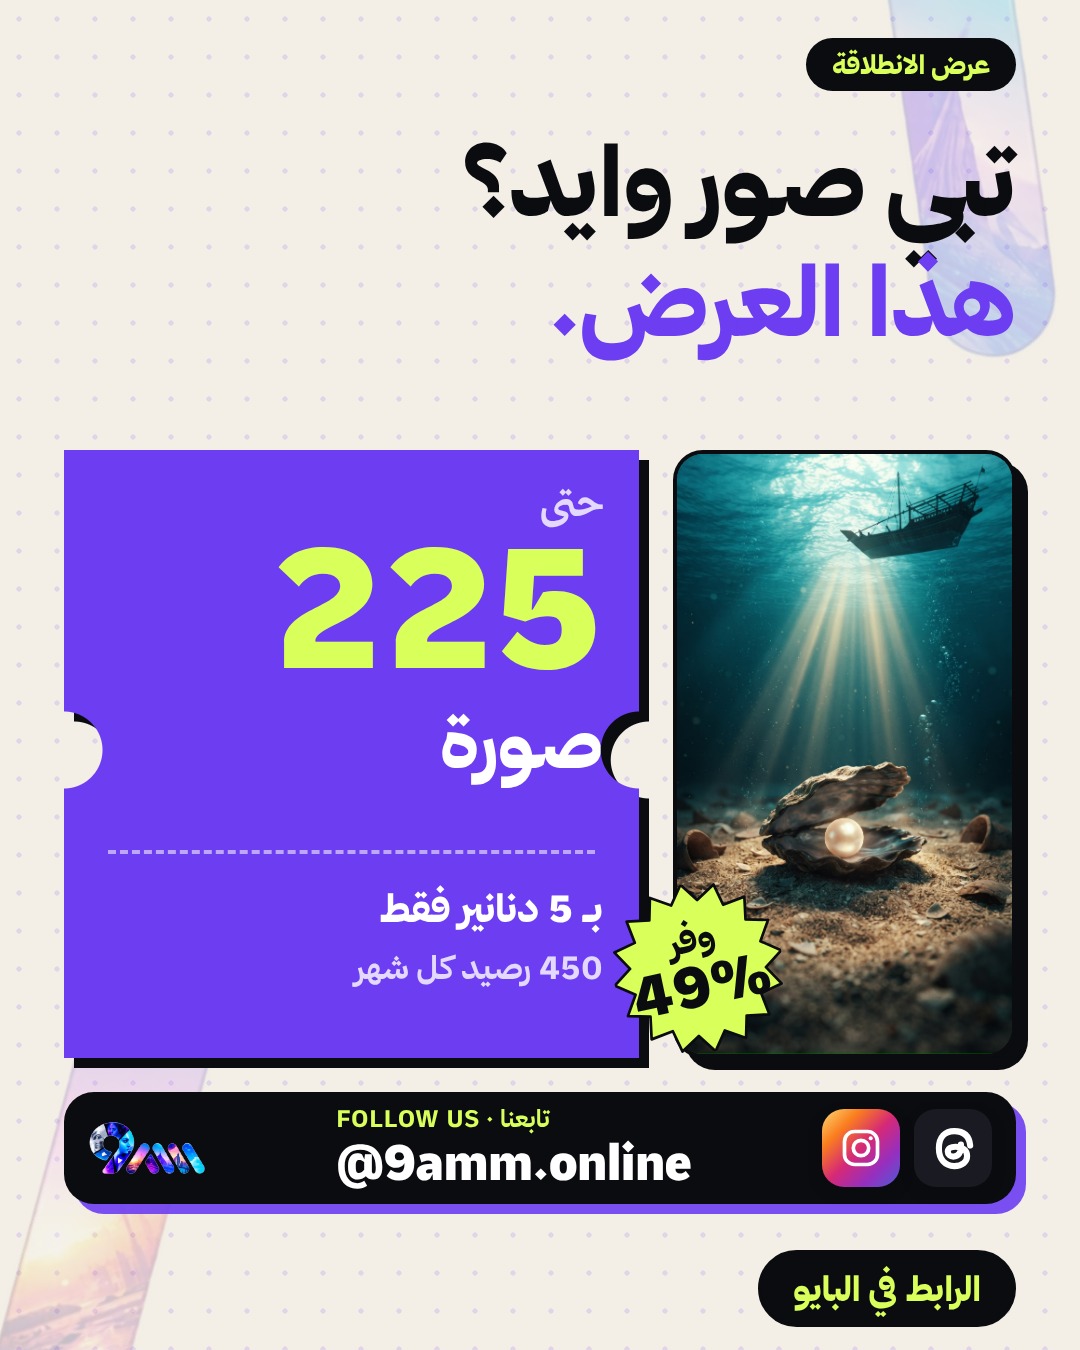 عرض الانطلاقة
تبي صور وايد؟
هذا العرض.
حتى
225
صورة
بـ 5 دنانير فقط
450 رصيد كل شهر
وفر
49%
FOLLOW US · تابعنا
@9amm.online
9am
الرابط في البايو